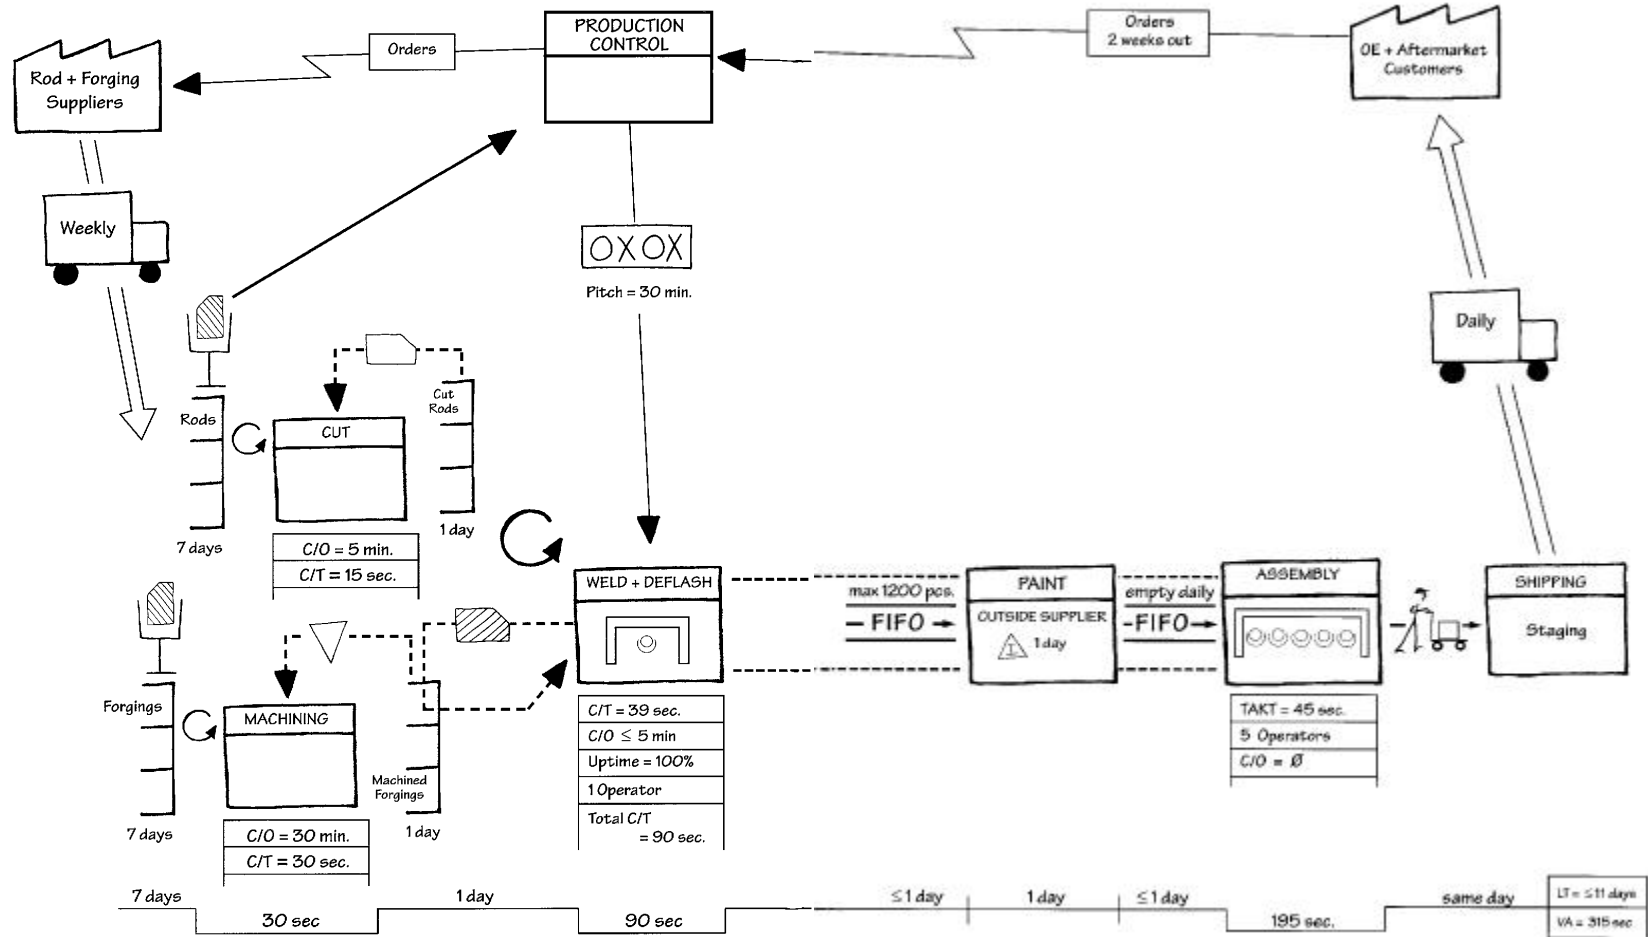 PRODUCTION
CONTROL
Orders
Orders
2 weeks out
Rod + Forging
Suppliers
OE + Aftermarket
Customers
Weekly
OXOX
Pitch = 30 min.
Daily
Rods
CUT
Cut
Rods
7 days
1 day
C/O = 5 min.
C/T = 15 sec.
WELD + DEFLASH
max 1200 pcs.
FIFO
PAINT
OUTSIDE SUPPLIER
I
1 day
empty daily
FIFO
ASSEMBLY
SHIPPING
Staging
Forgings
MACHINING
Machined
Forgings
7 days
1 day
C/O = 30 min.
C/T = 30 sec.
C/T = 39 sec.
C/O ≤ 5 min
Uptime = 100%
1 Operator
Total C/T
= 90 sec.
TAKT = 45 sec.
5 Operators
C/O = Ø
7 days
30 sec
1 day
90 sec
≤1 day
1 day
≤1 day
195 sec.
same day
LT = ≤11 days
VA = 315 sec